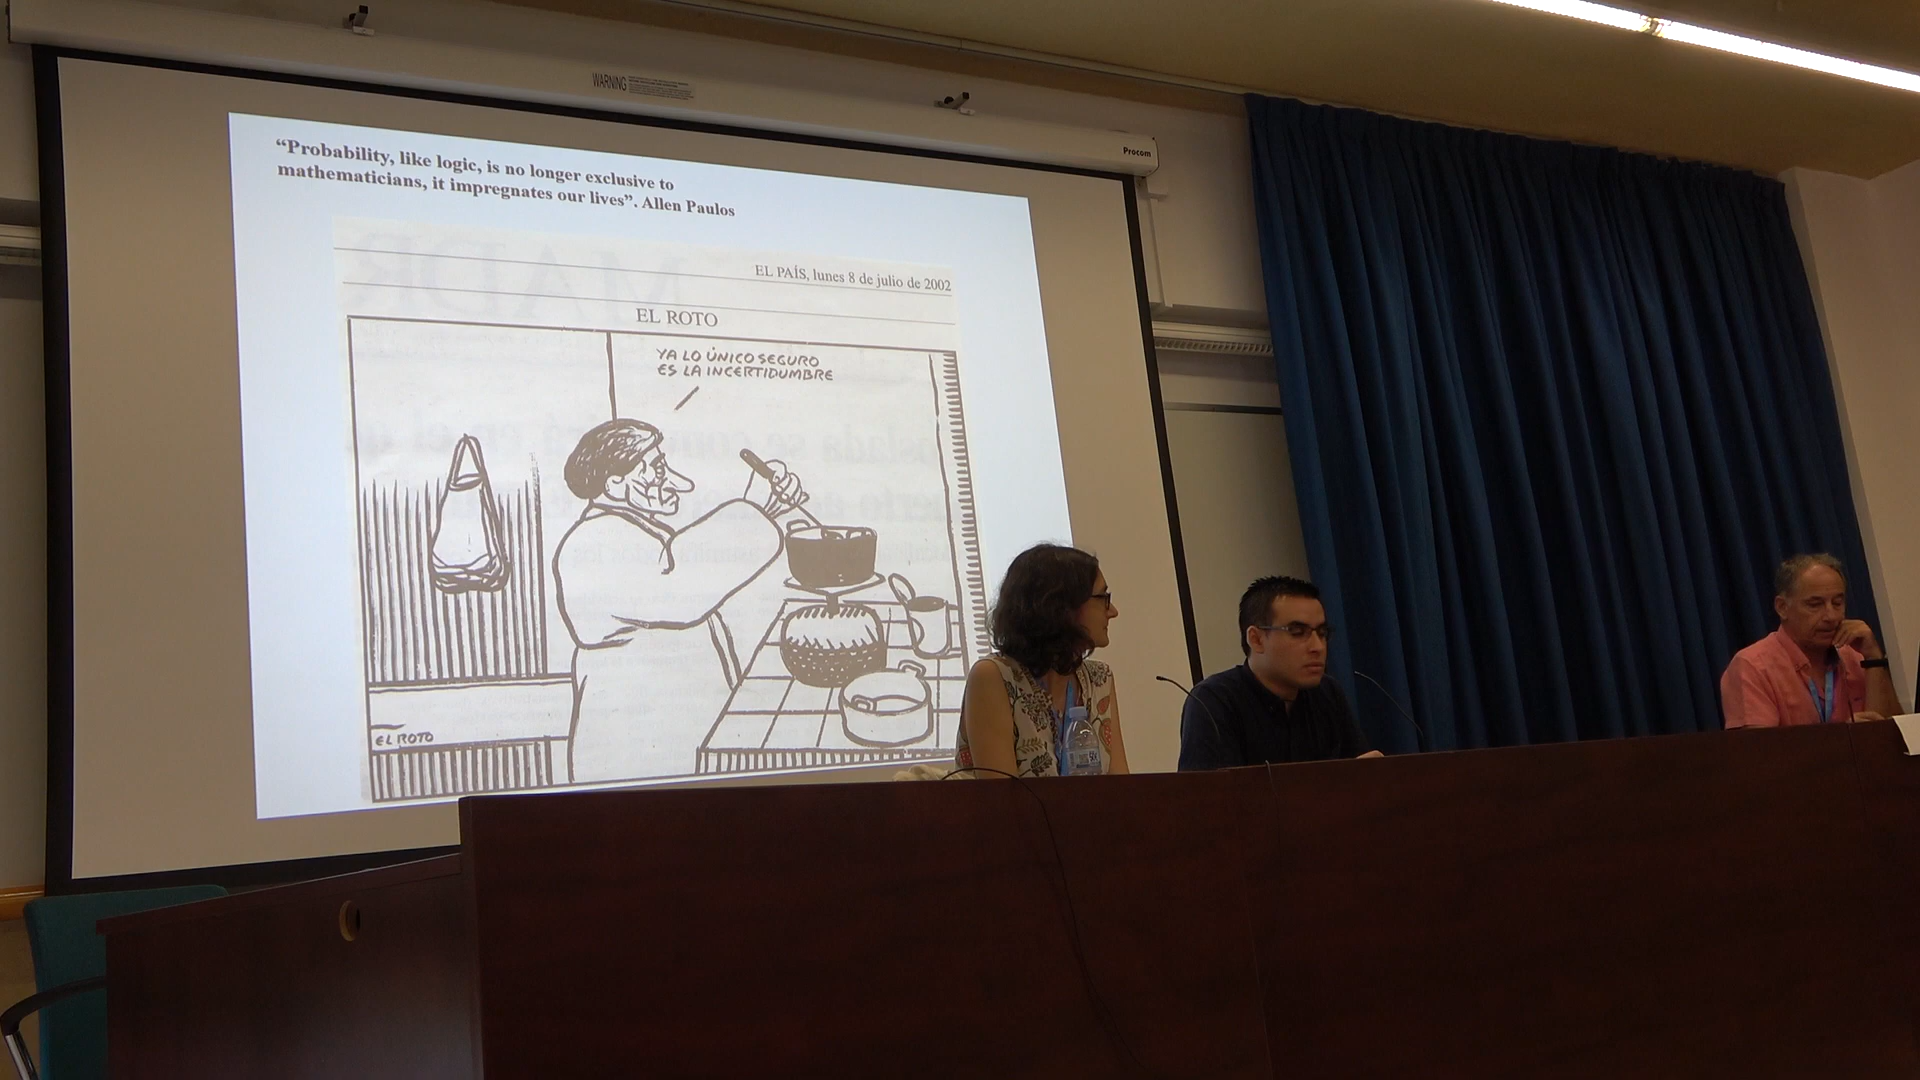 WARNING
Procom
“Probability, like logic, is no longer exclusive to
mathematicians, it impregnates our lives”. Allen Paulos
EL PAÍS, lunes 8 de julio de 2002
EL ROTO
YA LO ÚNICO SEGURO
ES LA INCERTIDUMBRE
EL ROTO